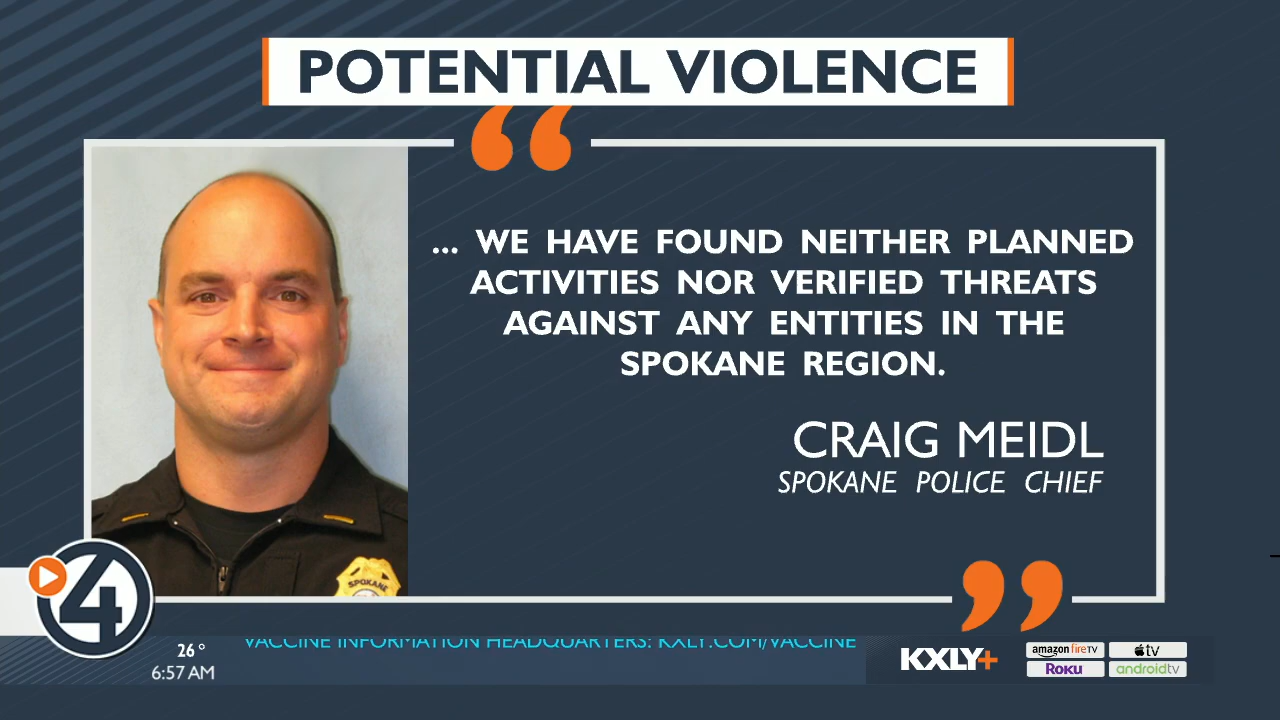 POTENTIAL VIOLENCE
“
... WE HAVE FOUND NEITHER PLANNED
ACTIVITIES NOR VERIFIED THREATS
AGAINST ANY ENTITIES IN THE
SPOKANE REGION.
CRAIG MEIDL
SPOKANE POLICE CHIEF
”
SPOKANE
4
26°
6:57 AM
VACCINE INFORMATION HEADQUARTERS: KXLY.COM/VACCINE
KXLY+
amazon fireTV
tv
ROKU
androidtv